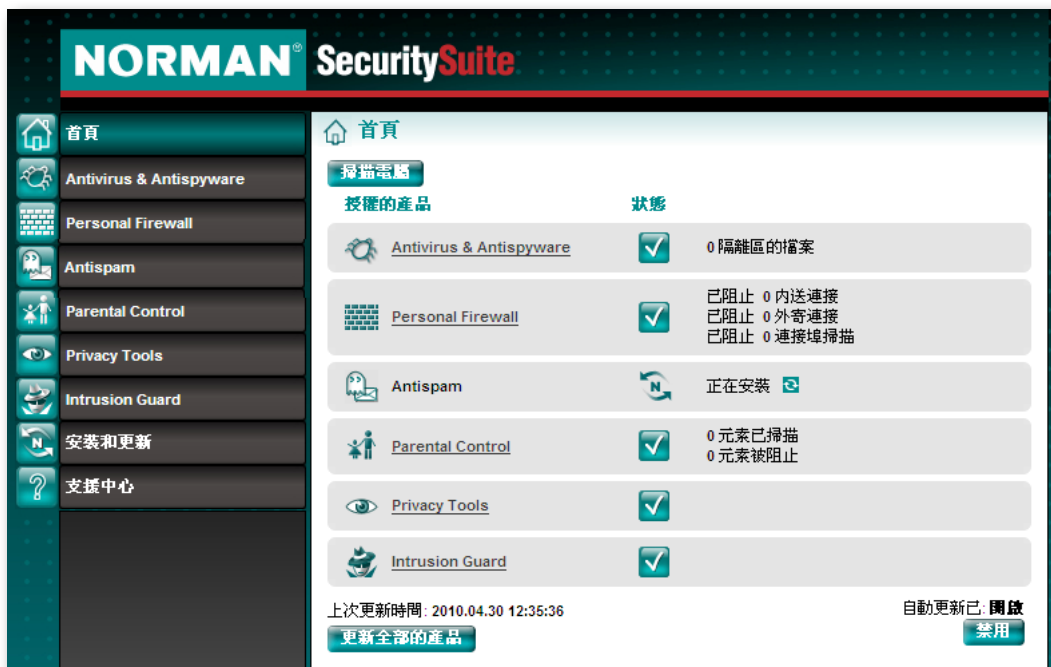 NORMAN® SecuritySuite
首頁
Antivirus & Antispyware
Personal Firewall
Antispam
Parental Control
Privacy Tools
Intrusion Guard
安裝和更新
支援中心
首頁
掃描電腦
授權的產品 狀態
Antivirus & Antispyware 0 隔離區的檔案
Personal Firewall
已阻止 0 內送連接
已阻止 0 外寄連接
已阻止 0 連接埠掃描
Antispam 正在安裝
Parental Control
0 元素已掃描
0 元素被阻止
Privacy Tools
Intrusion Guard
上次更新時間: 2010.04.30 12:35:36
自動更新已: 開啟
更新全部的產品
禁用